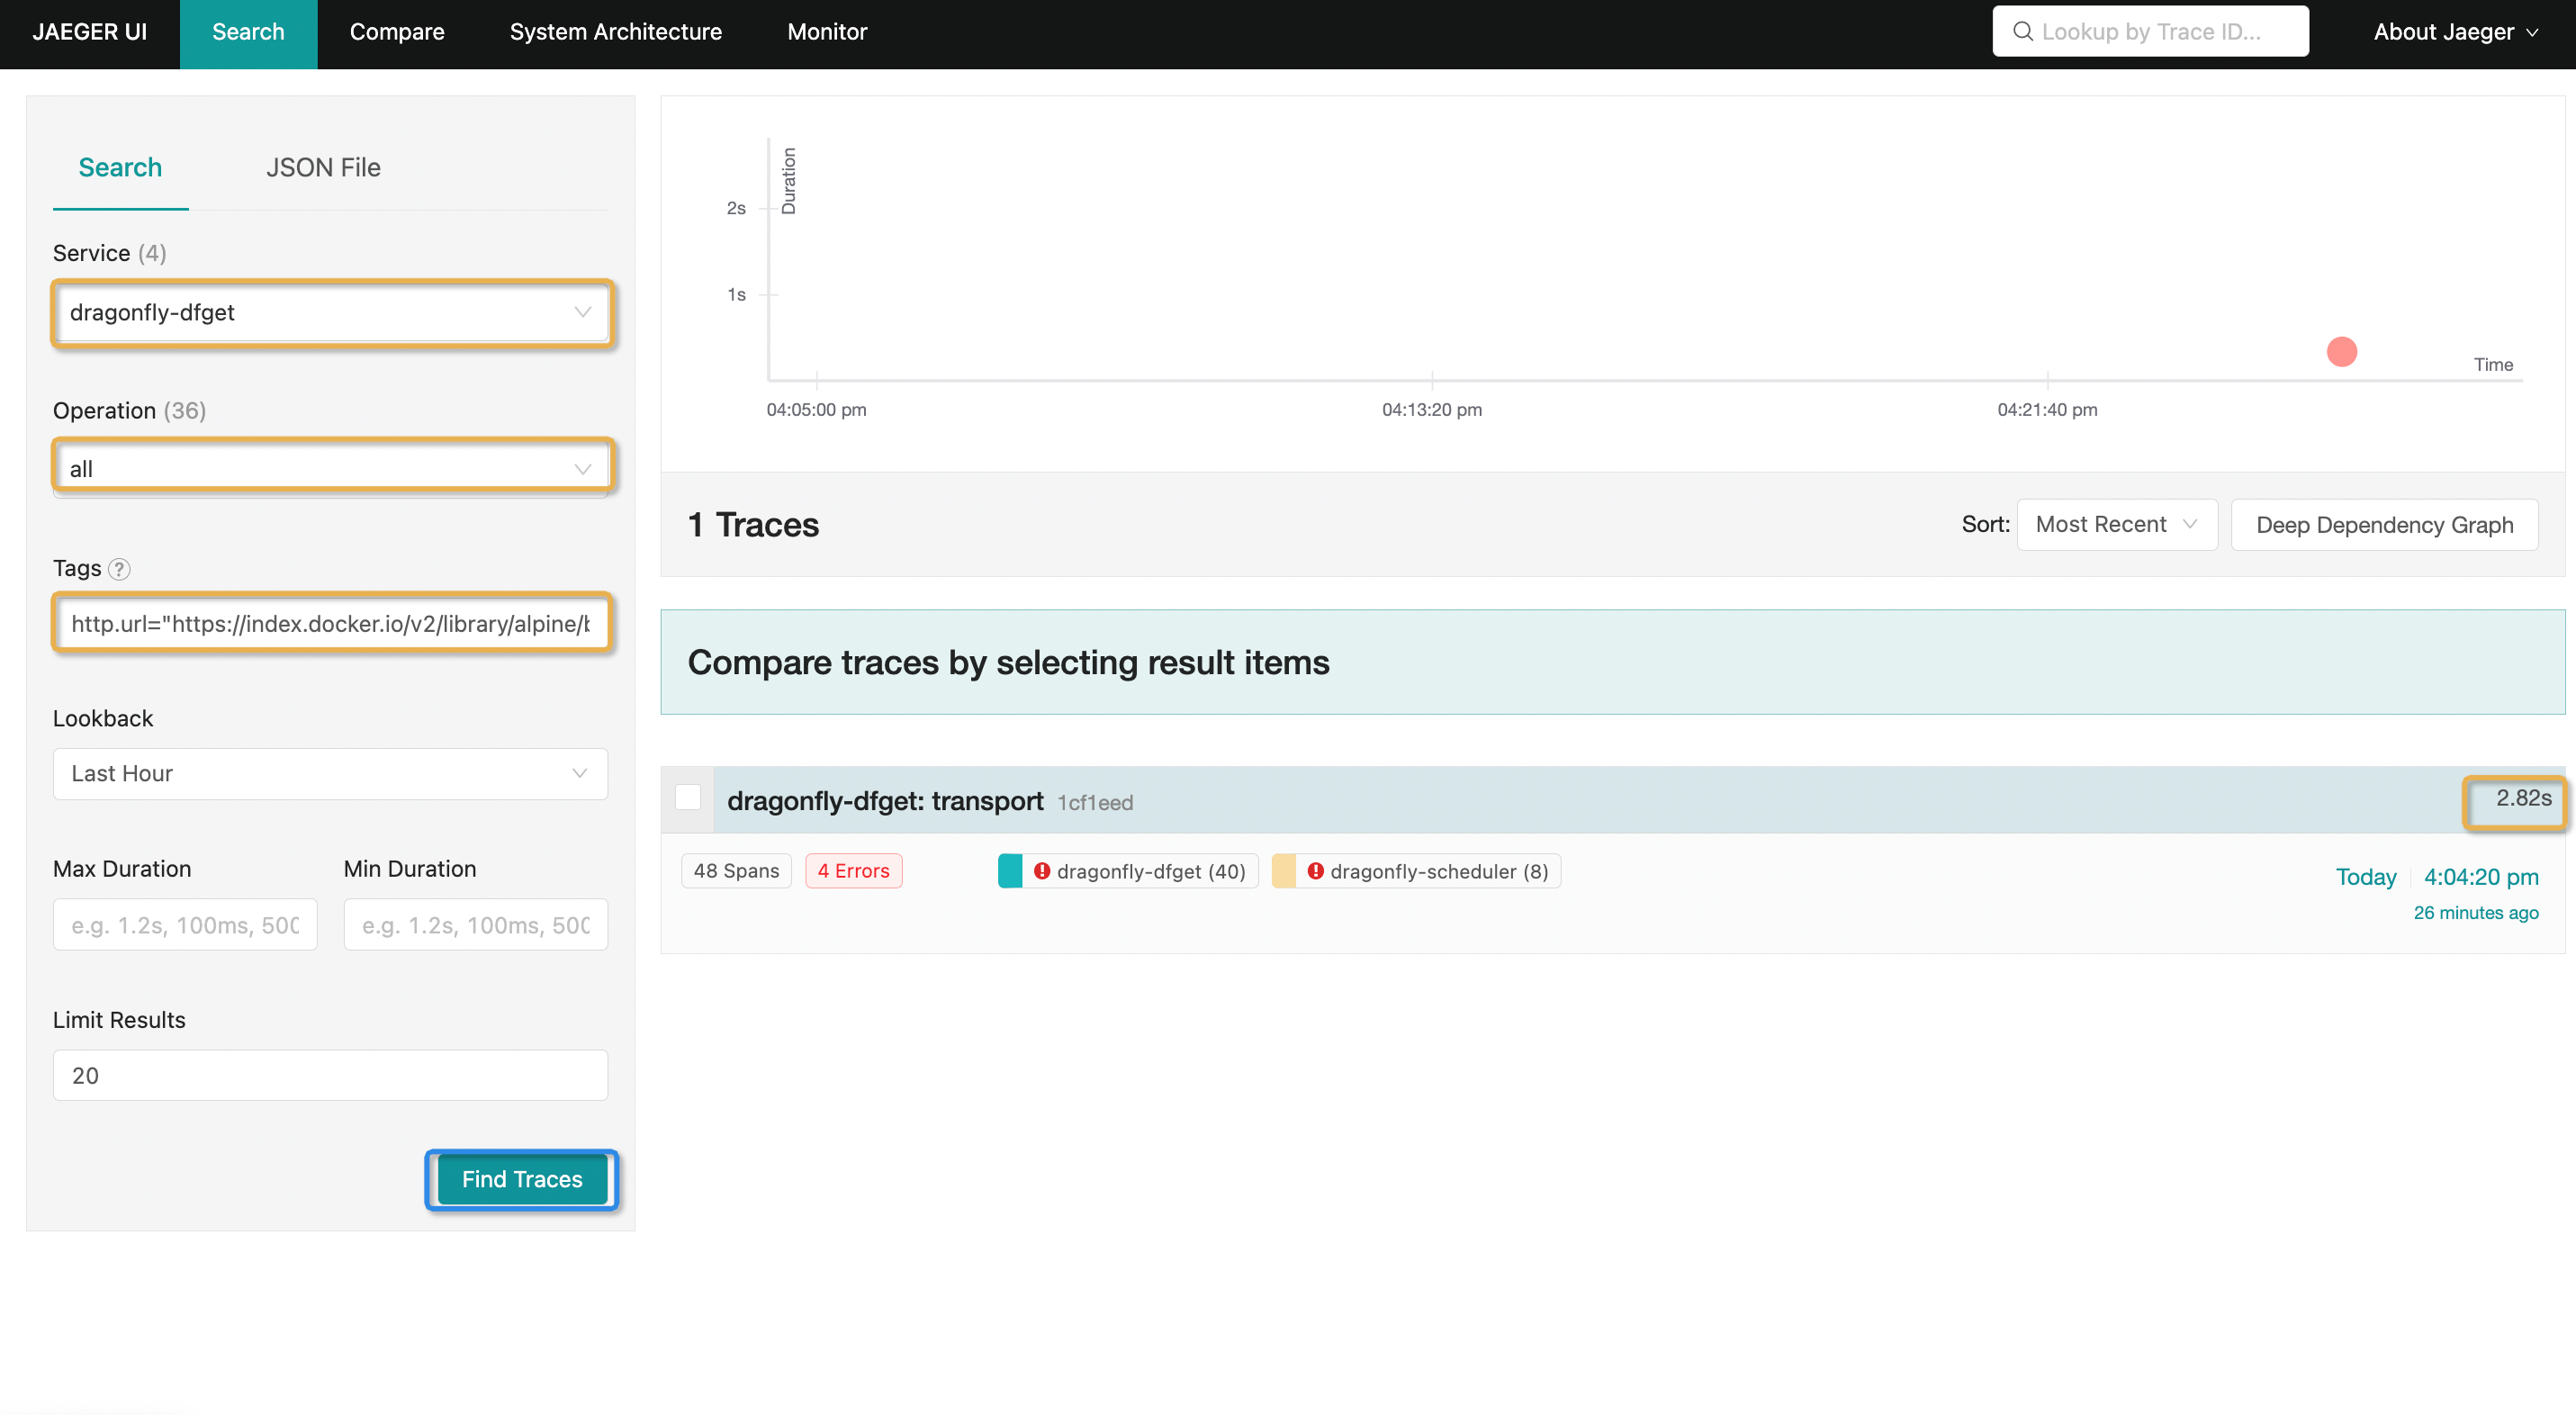 JAEGER UI Search Compare System Architecture Monitor Lookup by Trace ID... About Jaeger
Search JSON File
Service (4)
dragonfly-dfget
Operation (36)
all
Tags ?
http.url="https://index.docker.io/v2/library/alpine/b
Lookback
Last Hour
Max Duration Min Duration
e.g. 1.2s, 100ms, 500 e.g. 1.2s, 100ms, 500
Limit Results
20
Find Traces
Duration
2s
1s
Time
04:05:00 pm 04:13:20 pm 04:21:40 pm
1 Traces Sort: Most Recent Deep Dependency Graph
Compare traces by selecting result items
dragonfly-dfget: transport 1cf1eed 2.82s
48 Spans 4 Errors dragonfly-dfget (40) dragonfly-scheduler (8) Today 4:04:20 pm
26 minutes ago